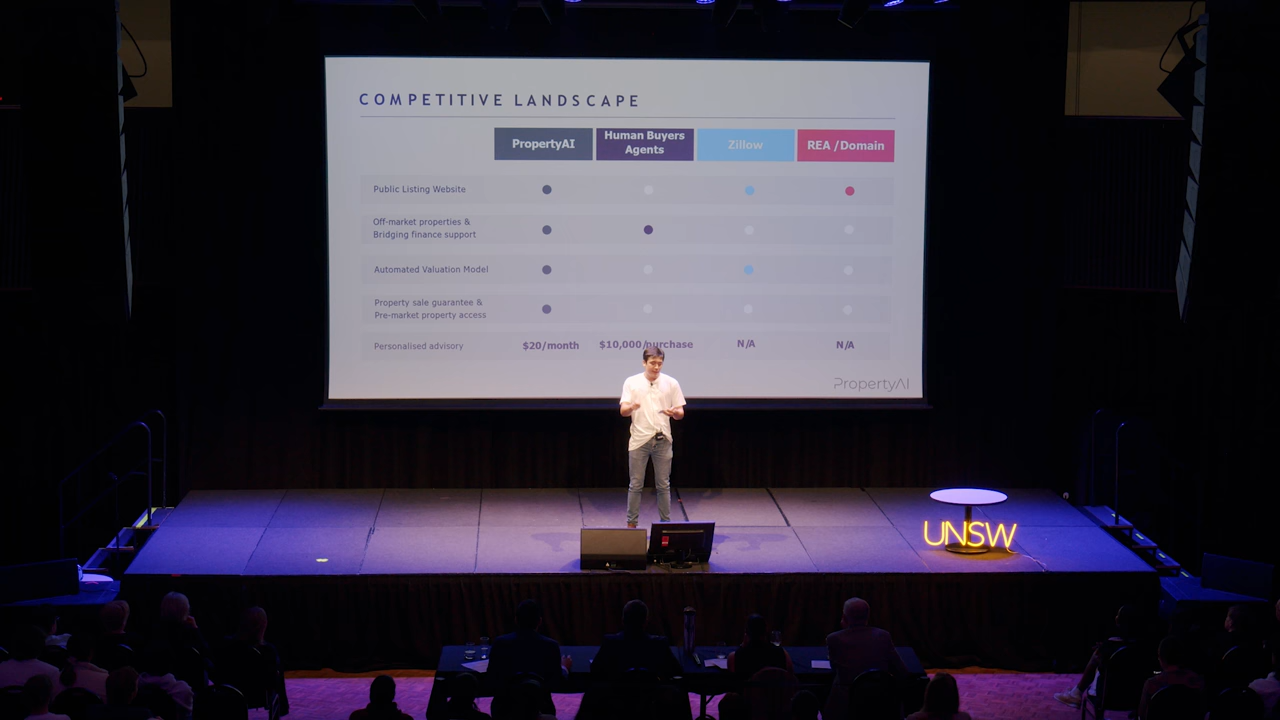 COMPETITIVE LANDSCAPE
PropertyAI
Human Buyers
Agents
Zillow
REA /Domain
Public Listing Website
Off-market properties &
Bridging finance support
Automated Valuation Model
Property sale guarantee &
Pre-market property access
Personalised advisory
$20/month
$10,000/purchase
N/A
N/A
PropertyAI
UNSW